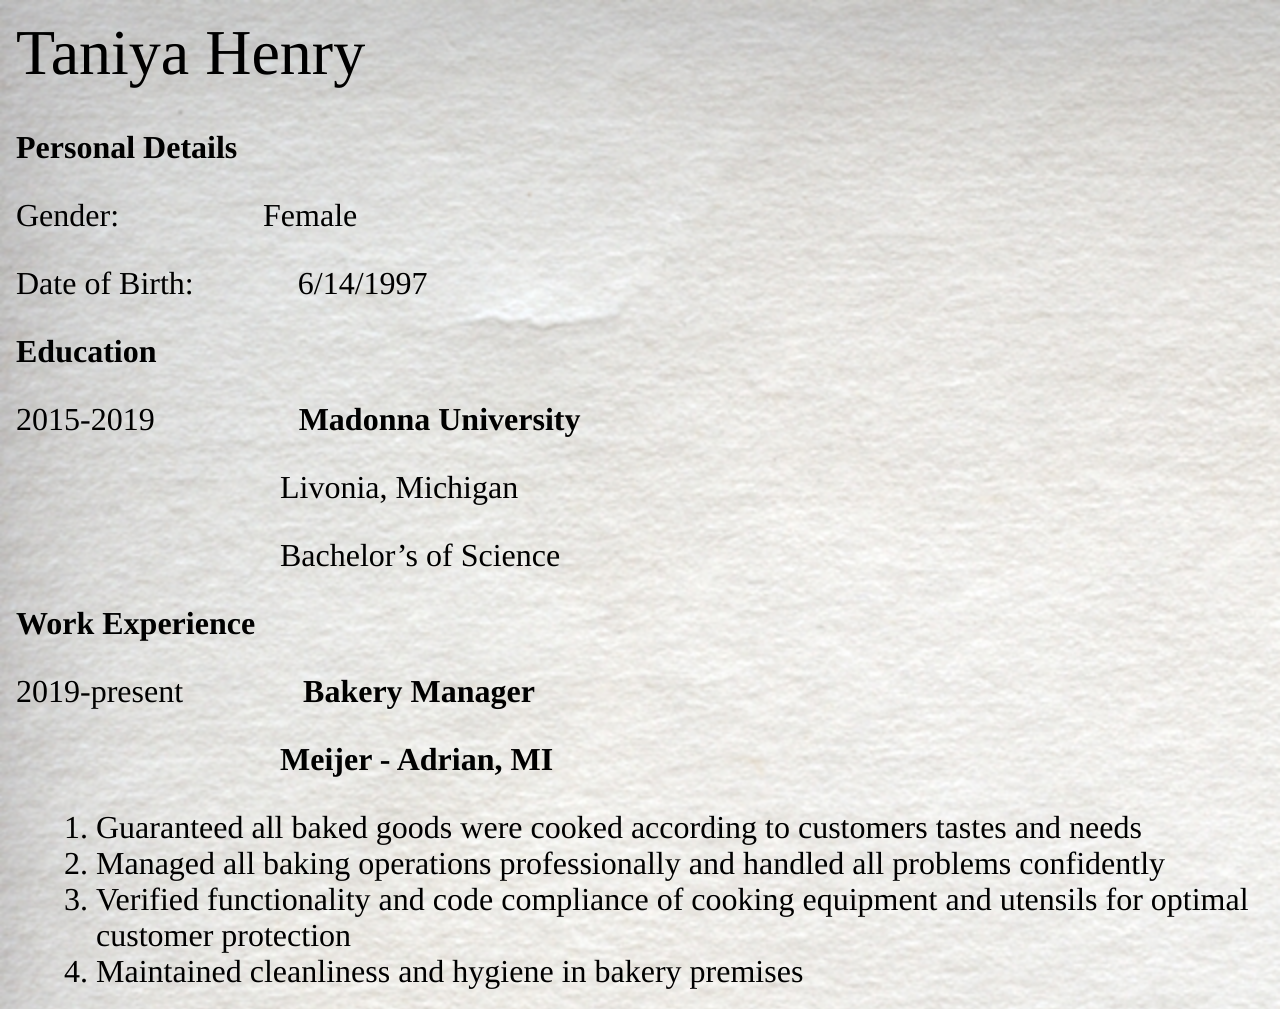 Taniya Henry
Personal Details
Gender: Female
Date of Birth: 6/14/1997
Education
2015-2019 Madonna University
Livonia, Michigan
Bachelor’s of Science
Work Experience
2019-present Bakery Manager
Meijer - Adrian, MI
1. Guaranteed all baked goods were cooked according to customers tastes and needs
2. Managed all baking operations professionally and handled all problems confidently
3. Verified functionality and code compliance of cooking equipment and utensils for optimal
customer protection
4. Maintained cleanliness and hygiene in bakery premises